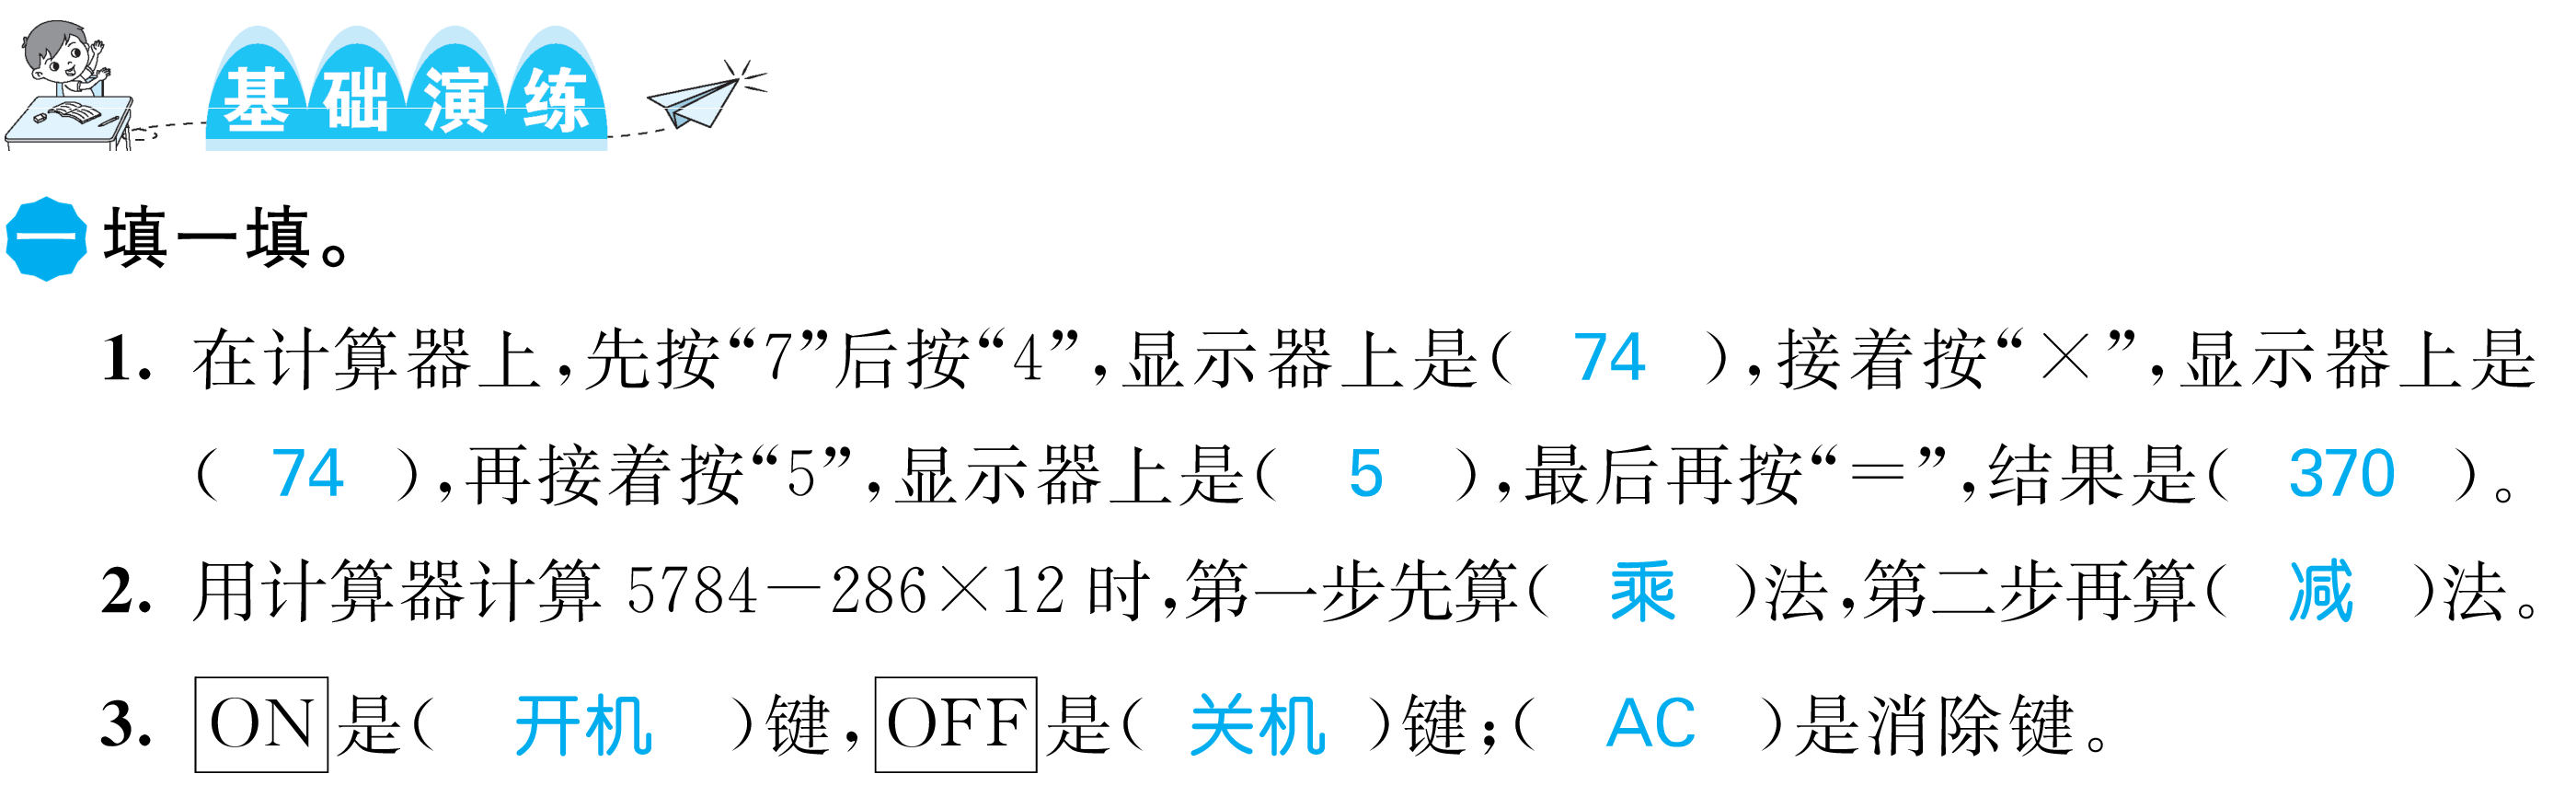 基础演练
一 填一填。
1. 在计算器上,先按“7”后按“4”,显示器上是( 74 ),接着按“×”,显示器上是
( 74 ),再接着按“5”,显示器上是( 5 ),最后再按“=”,结果是( 370 )。
2. 用计算器计算 5784-286×12 时,第一步先算( 乘 )法,第二步再算( 减 )法。
3. ON是( 开机 )键,OFF是( 关机 )键;( AC )是消除键。